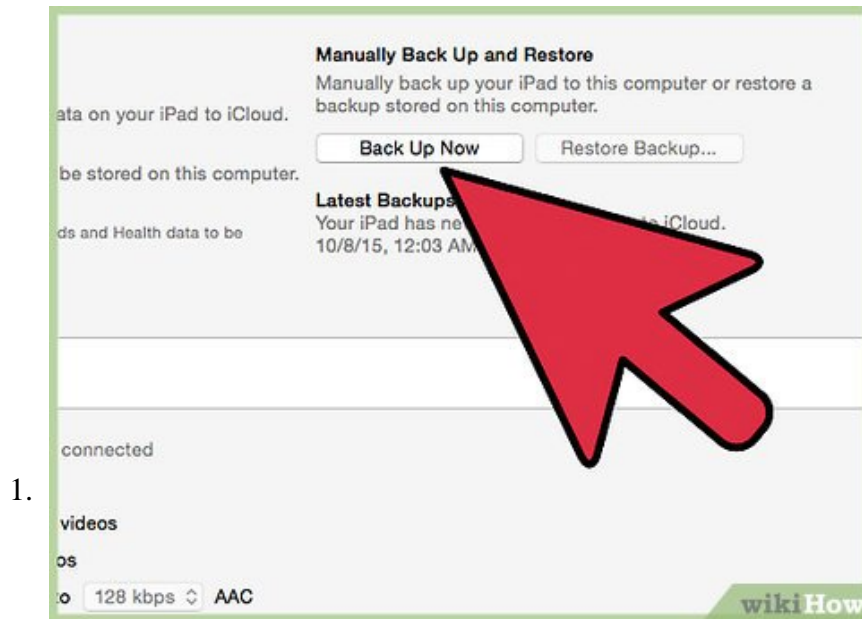 Manually Back Up and Restore
Manually back up your iPad to this computer or restore a
backup stored on this computer.
ata on your iPad to iCloud.
Back Up Now
Restore Backup...
be stored on this computer.
Latest Backups
Your iPad has iCloud.
ds and Health data to be
10/8/15, 12:03 AM
connected
1.
videos
os
o 128 kbps AAC
wikiHow